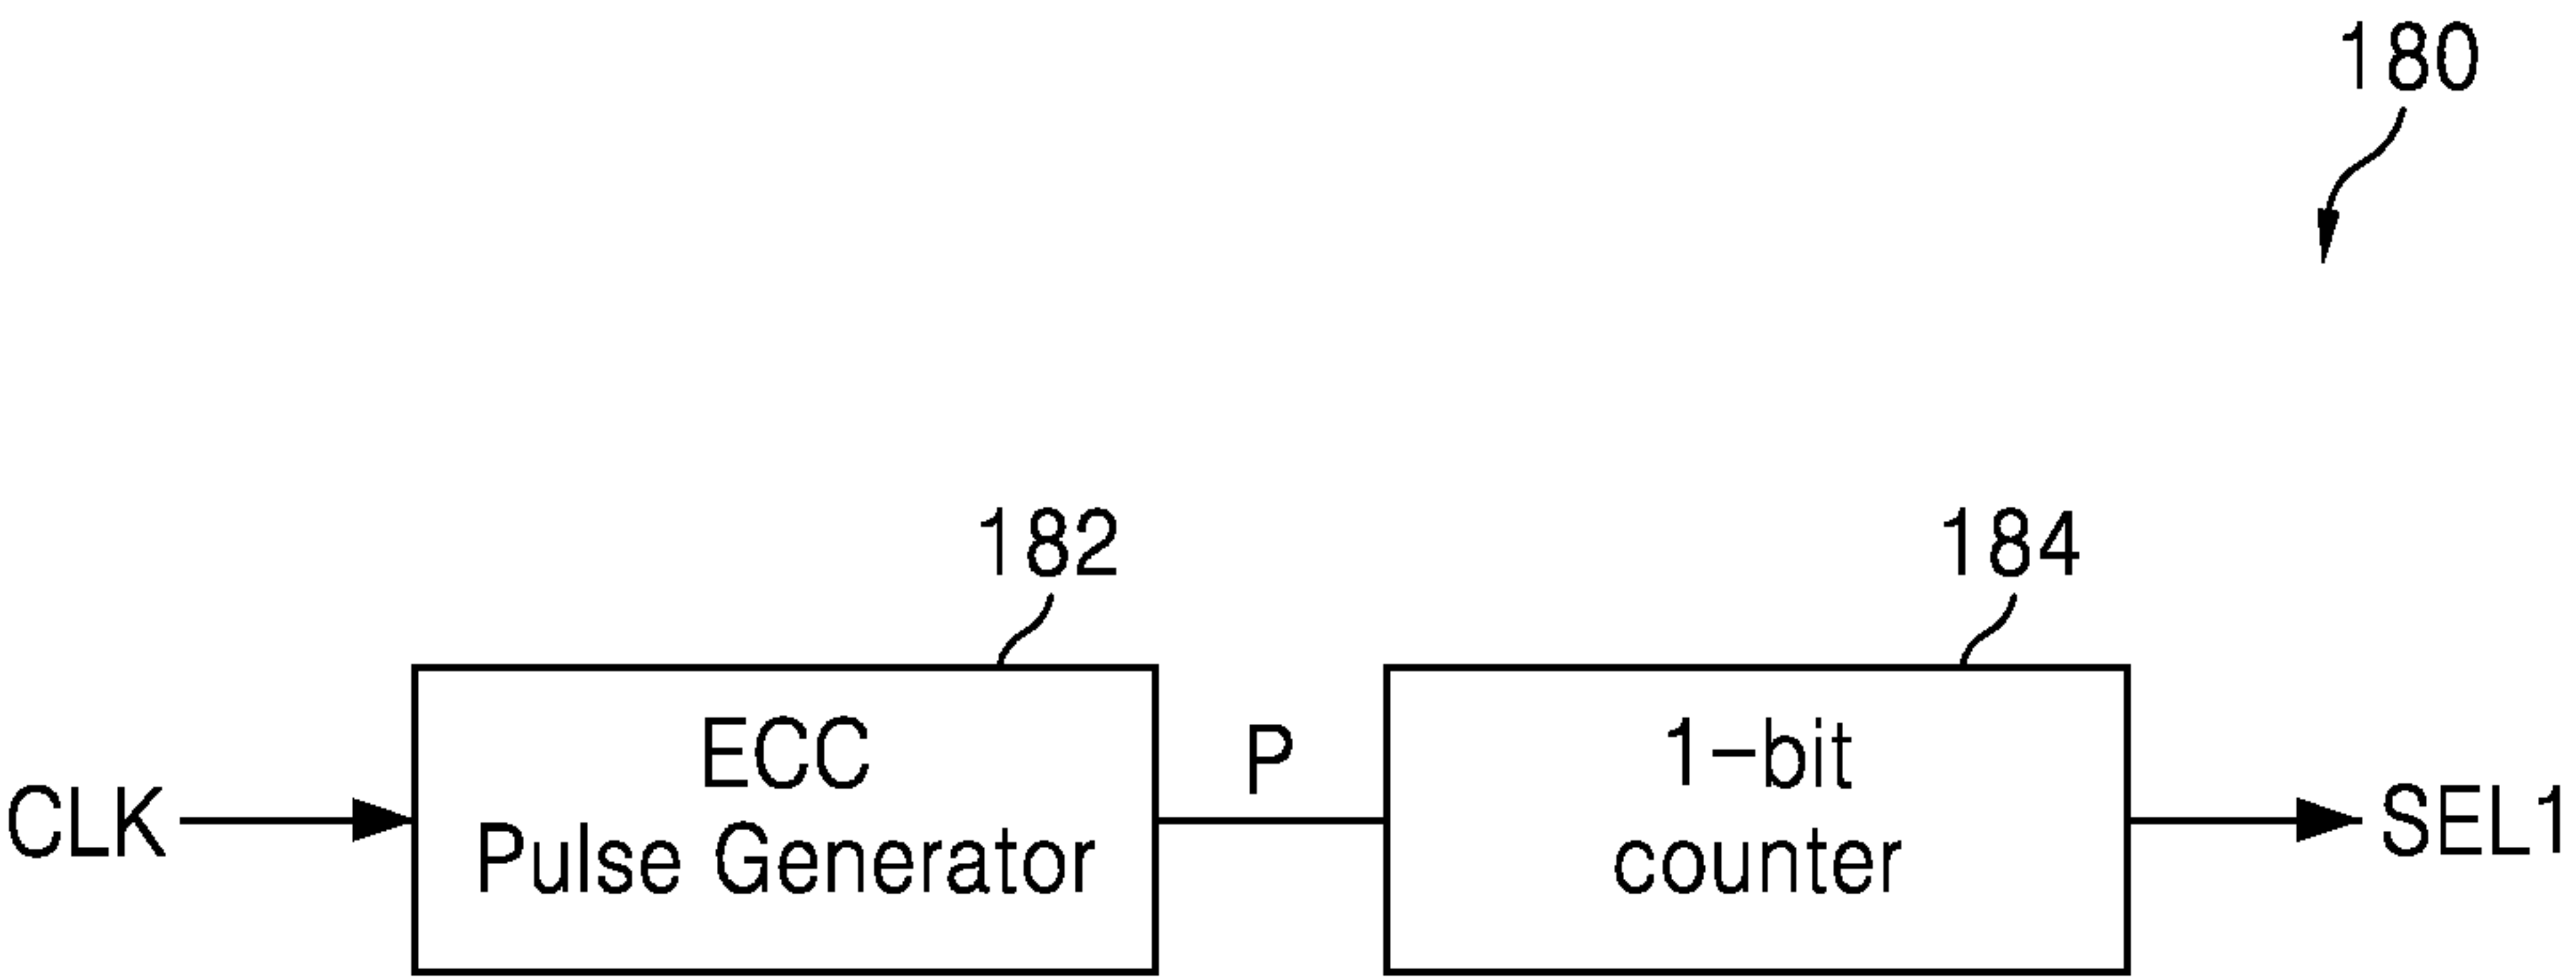 180
182
184
CLK
ECC
Pulse Generator
P
1-bit
counter
SEL1